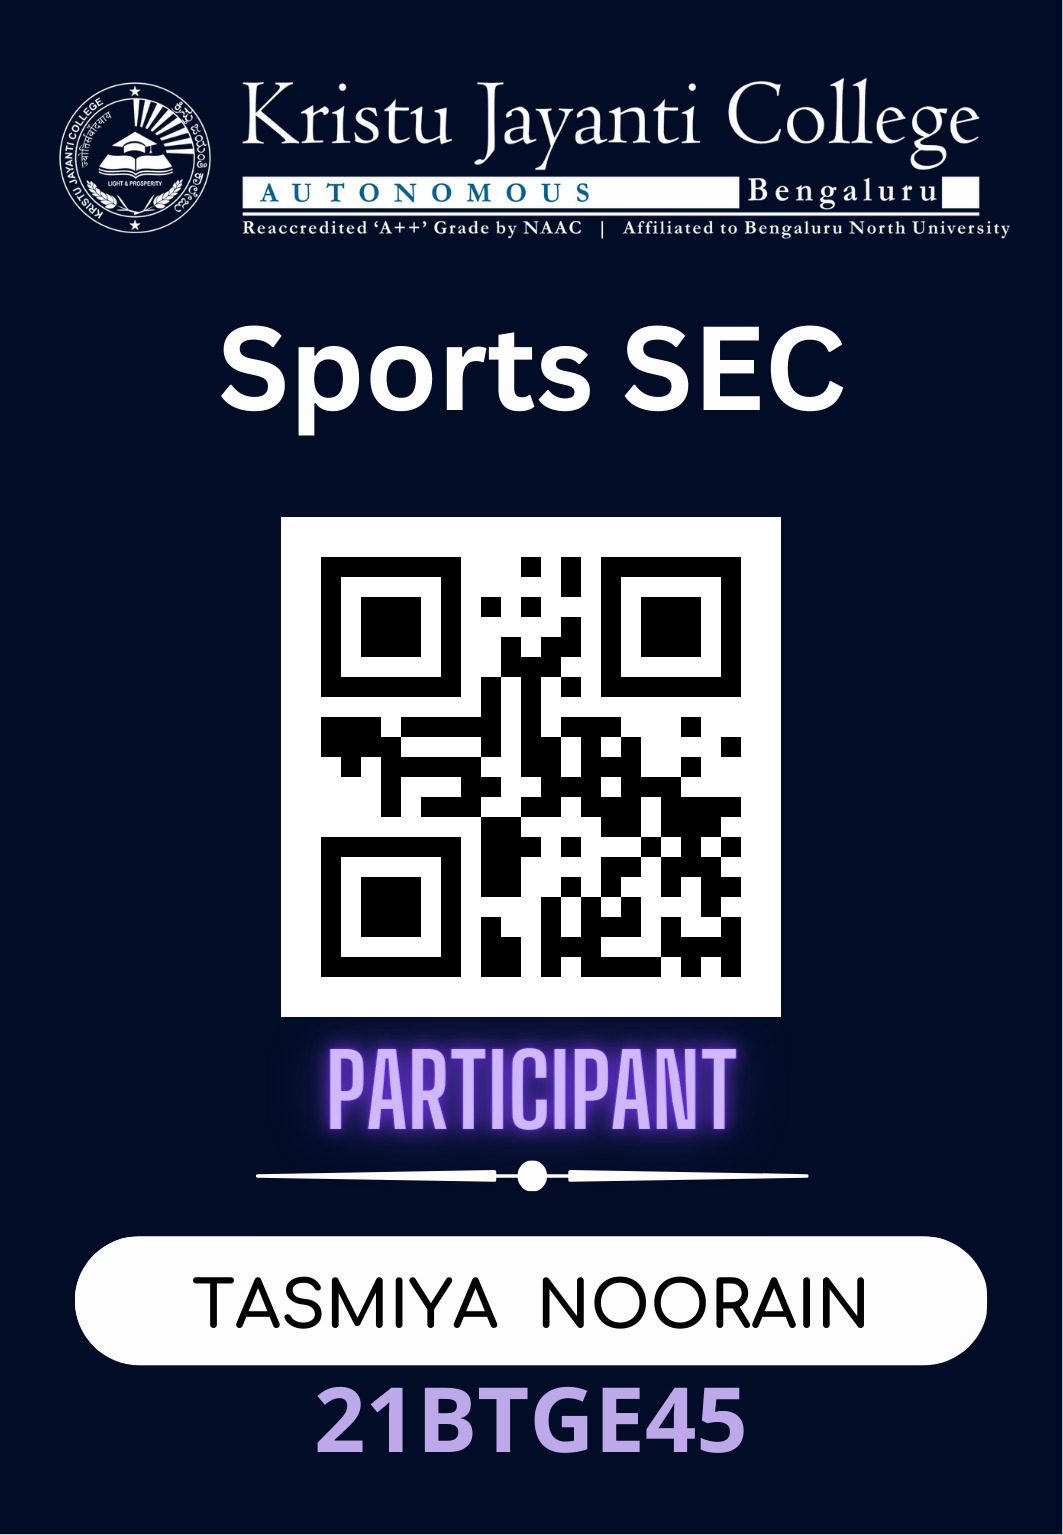 KRISTU JAYANTI COLLEGE
ಕ್ರಿಸ್ತು ಜಯಂತಿ ಕಾಲೇಜು
LIGHT & PROSPERITY
Kristu Jayanti College
AUTONOMOUS Bengaluru
Reaccredited ‘A++’ Grade by NAAC | Affiliated to Bengaluru North University
Sports SEC
PARTICIPANT
TASMIYA NOORAIN
21BTGE45